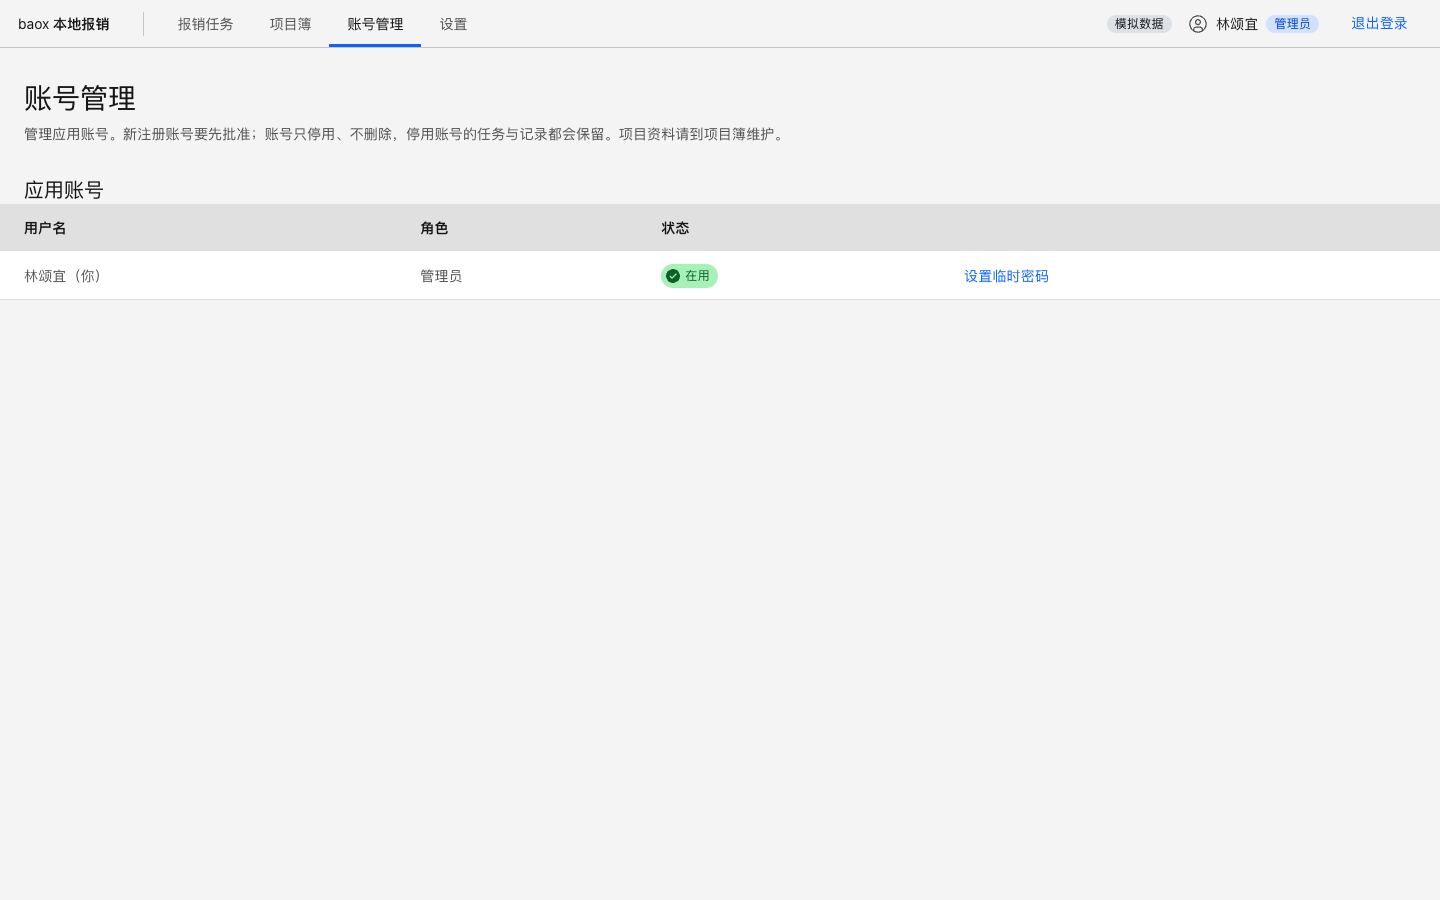 baox 本地报销 报销任务 项目簿 账号管理 设置 模拟数据 林颂宜 管理员 退出登录
账号管理
管理应用账号。新注册账号要先批准；账号只停用、不删除，停用账号的任务与记录都会保留。项目资料请到项目簿维护。
应用账号
用户名 角色 状态
林颂宜（你） 管理员 在用 设置临时密码